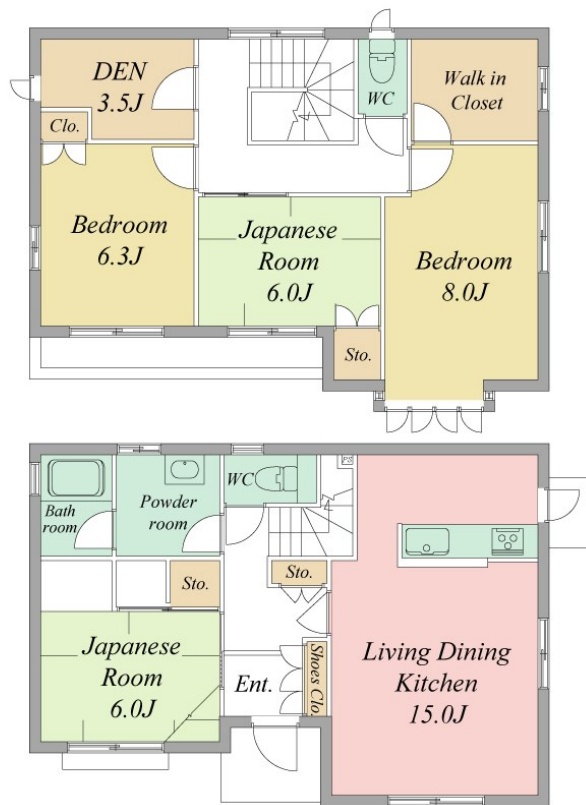 DEN
3.5J
WC
Walk in
Closet
Clo.
Bedroom
6.3J
Japanese
Room
6.0J
Bedroom
8.0J
Sto.
Bath
room
Powder
room
WC
Sto.
Sto.
Japanese
Room
6.0J
Ent.
Shoes Clo.
Living Dining
Kitchen
15.0J